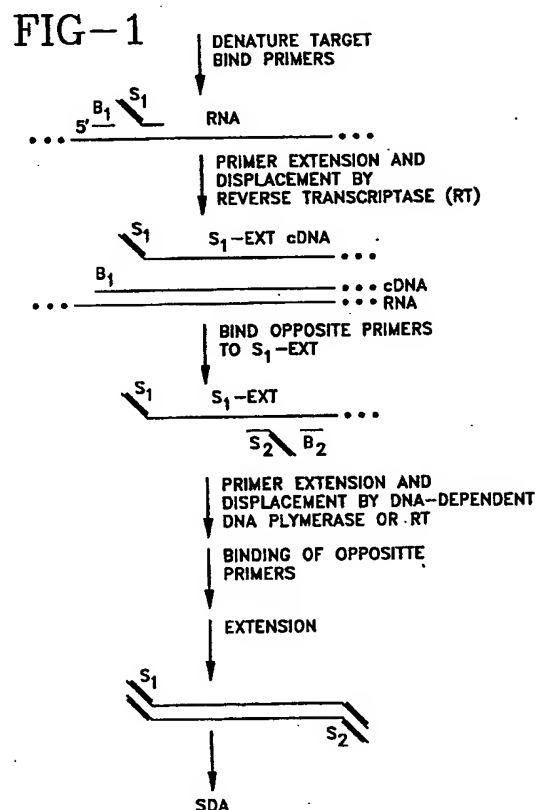 FIG-1
DENATURE TARGET
BIND PRIMERS
S1
B1
5'
RNA
PRIMER EXTENSION AND
DISPLACEMENT BY
REVERSE TRANSCRIPTASE (RT)
S1
S1-EXT cDNA
B1
cDNA
RNA
BIND OPPOSITE PRIMERS
TO S1-EXT
S1
S1-EXT
S2
B2
PRIMER EXTENSION AND
DISPLACEMENT BY DNA-DEPENDENT
DNA PLYMERASE OR RT
BINDING OF OPPOSITTE
PRIMERS
EXTENSION
S1
S2
SDA